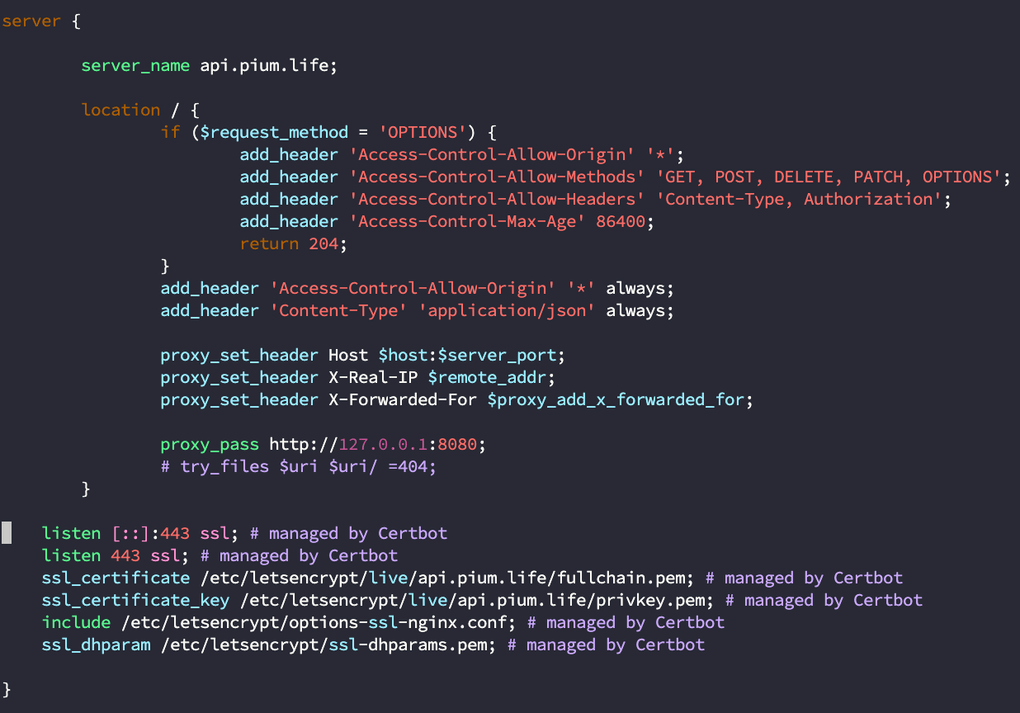 server {
server_name api.pium.life;
location / {
if ($request_method = 'OPTIONS') {
add_header 'Access-Control-Allow-Origin' '*';
add_header 'Access-Control-Allow-Methods' 'GET, POST, DELETE, PATCH, OPTIONS';
add_header 'Access-Control-Allow-Headers' 'Content-Type, Authorization';
add_header 'Access-Control-Max-Age' 86400;
return 204;
}
add_header 'Access-Control-Allow-Origin' '*' always;
add_header 'Content-Type' 'application/json' always;
proxy_set_header Host $host:$server_port;
proxy_set_header X-Real-IP $remote_addr;
proxy_set_header X-Forwarded-For $proxy_add_x_forwarded_for;
proxy_pass http://127.0.0.1:8080;
# try_files $uri $uri/ =404;
}
listen [::]:443 ssl; # managed by Certbot
listen 443 ssl; # managed by Certbot
ssl_certificate /etc/letsencrypt/live/api.pium.life/fullchain.pem; # managed by Certbot
ssl_certificate_key /etc/letsencrypt/live/api.pium.life/privkey.pem; # managed by Certbot
include /etc/letsencrypt/options-ssl-nginx.conf; # managed by Certbot
ssl_dhparam /etc/letsencrypt/ssl-dhparams.pem; # managed by Certbot
}